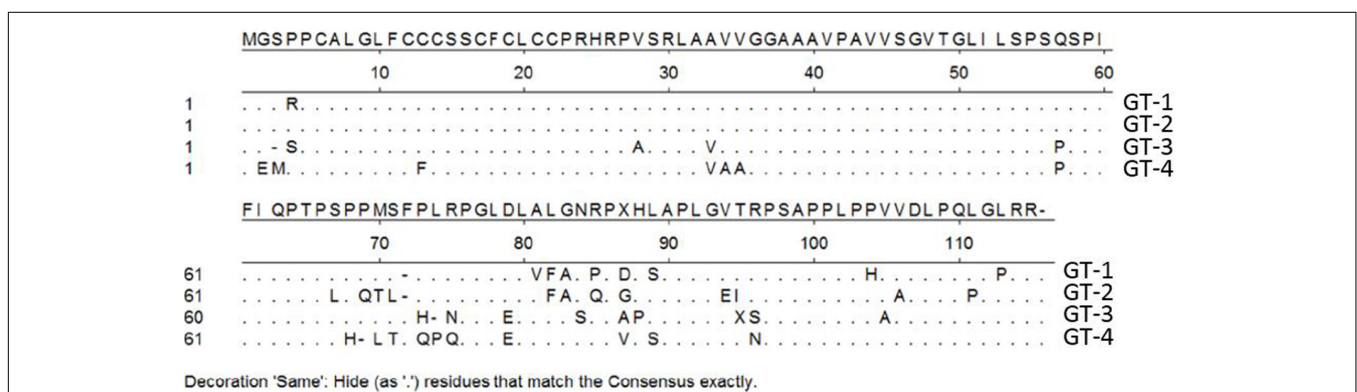 MGSPPCALGLFCCCSSCFCLCCPRHRPVSRLAAVVGGAAAVPAVVSGVTGLILSPSQSPI
10 20 30 40 50 60
1 ...R........................................................ GT-1
1 ............................................................ GT-2
1 ..-S.......................A....V.......................P... GT-3
1 .EM.........F...................VAA.....................P... GT-4
FIQPTPSPPMSFPLRPGLDLALGNRPXHLAPLGVTRPSAPPLPPVVDLPQLGLRR-
70 80 90 100 110
61 ...........-........VFA.P.D.S..............H........P... GT-1
61 ......L.QTL-.........FA.Q.G......EI..........A....P..... GT-2
60 ............H-N...E....S..AP.......XS........A........... GT-3
61 .......H-LT.QPQ...E.......V.S......N.................... GT-4
Decoration 'Same': Hide (as '.') residues that match the Consensus exactly.